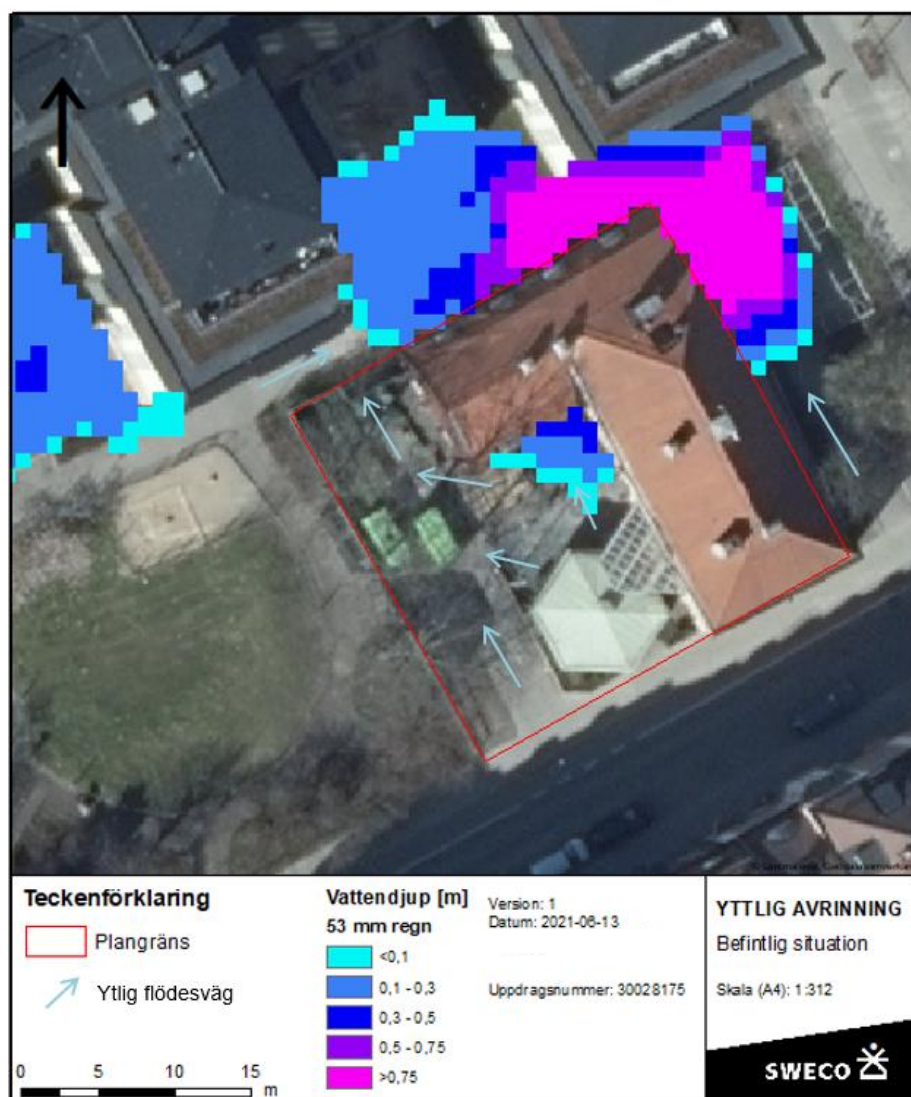 Teckenförklaring
Plangräns
Ytlig flödesväg
0 5 10 15
m
Vattendjup [m]
53 mm regn
<0,1
0,1 - 0,3
0,3 - 0,5
0,5 - 0,75
>0,75
Version: 1
Datum: 2021-06-13
Uppdragsnummer: 30028175
YTTLIG AVRINNING
Befintlig situation
Skala (A4): 1:312
SWECO